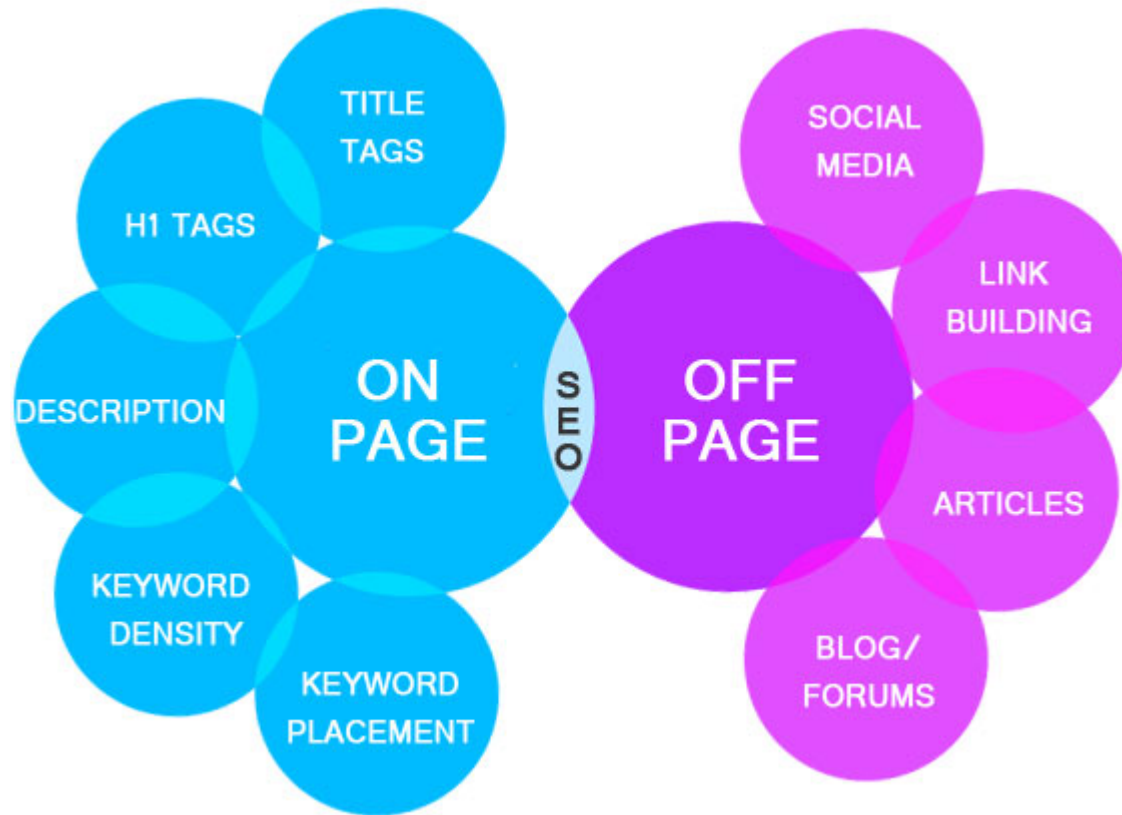 TITLE
TAGS
H1 TAGS
DESCRIPTION
KEYWORD
DENSITY
KEYWORD
PLACEMENT
ON
PAGE
SEO
OFF
PAGE
SOCIAL
MEDIA
LINK
BUILDING
ARTICLES
BLOG/
FORUMS